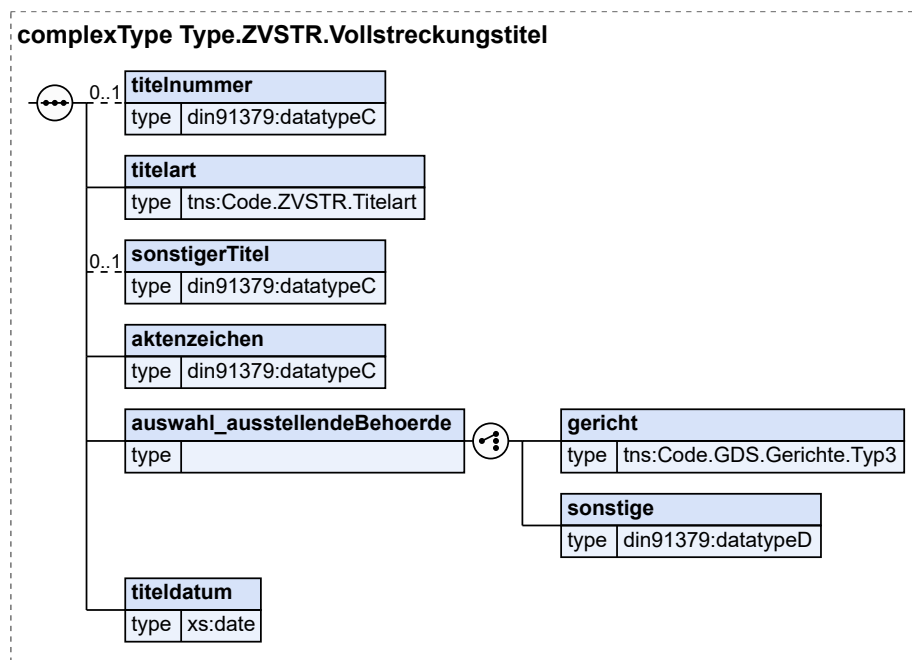 complexType Type.ZVSTR.Vollstreckungstitel
0..1
titelnummer
type din91379:datatypeC
titelart
type tns:Code.ZVSTR.Titelart
0..1
sonstigerTitel
type din91379:datatypeC
aktenzeichen
type din91379:datatypeC
auswahl_ausstellendeBehoerde
type
gericht
type tns:Code.GDS.Gerichte.Typ3
sonstige
type din91379:datatypeD
titeldatum
type xs:date